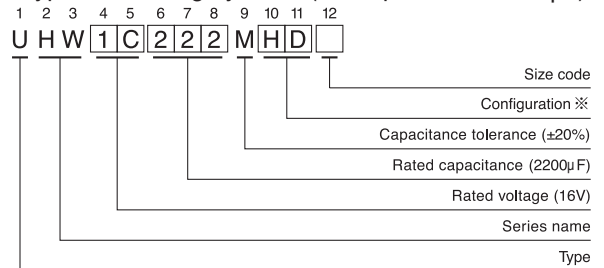 1 2 3 4 5 6 7 8 9 10 11 12
U H W 1 C 2 2 2 M H D
Size code
Configuration ※
Capacitance tolerance (±20%)
Rated capacitance (2200µF)
Rated voltage (16V)
Series name
Type